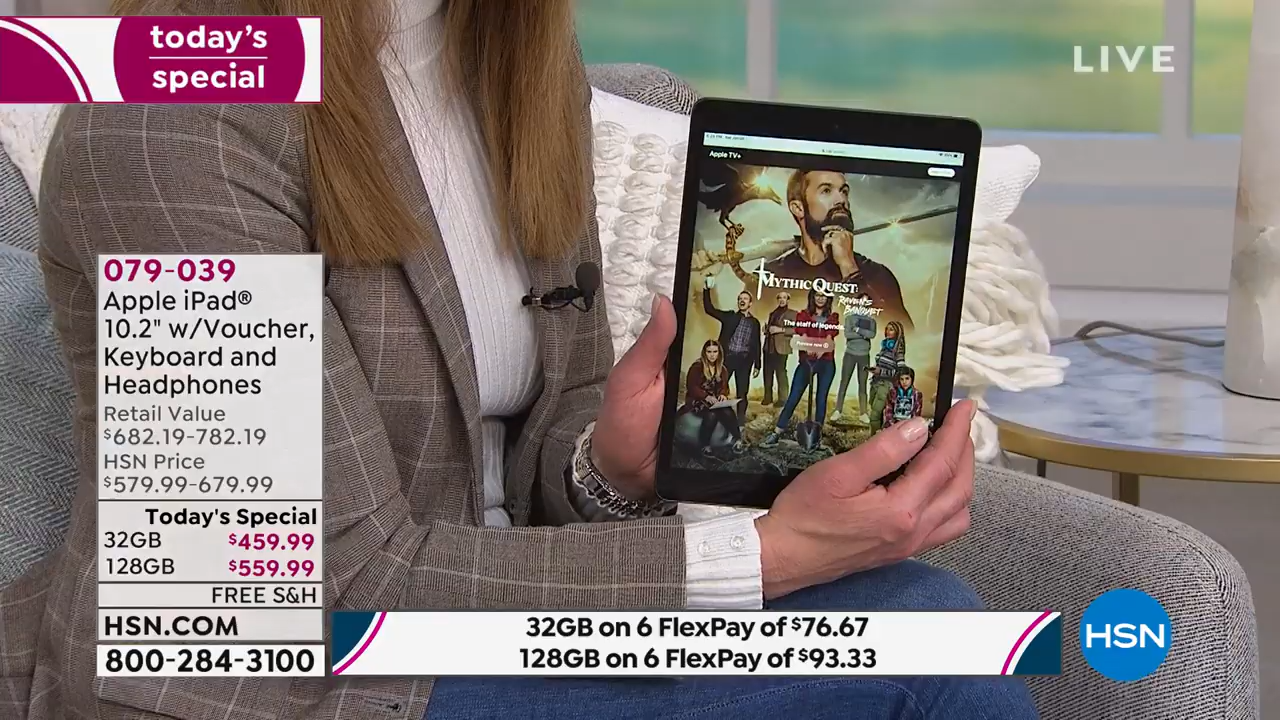 today's
special
LIVE
079-039
Apple iPad®
10.2" w/Voucher,
Keyboard and
Headphones
Retail Value
$682.19-782.19
HSN Price
$579.99-679.99
Today's Special
32GB $459.99
128GB $559.99
FREE S&H
HSN.COM
800-284-3100
Apple TV+
MYTHIC QUEST:
RAVEN'S
BANQUET
The staff of legends.
32GB on 6 FlexPay of $76.67
128GB on 6 FlexPay of $93.33
HSN